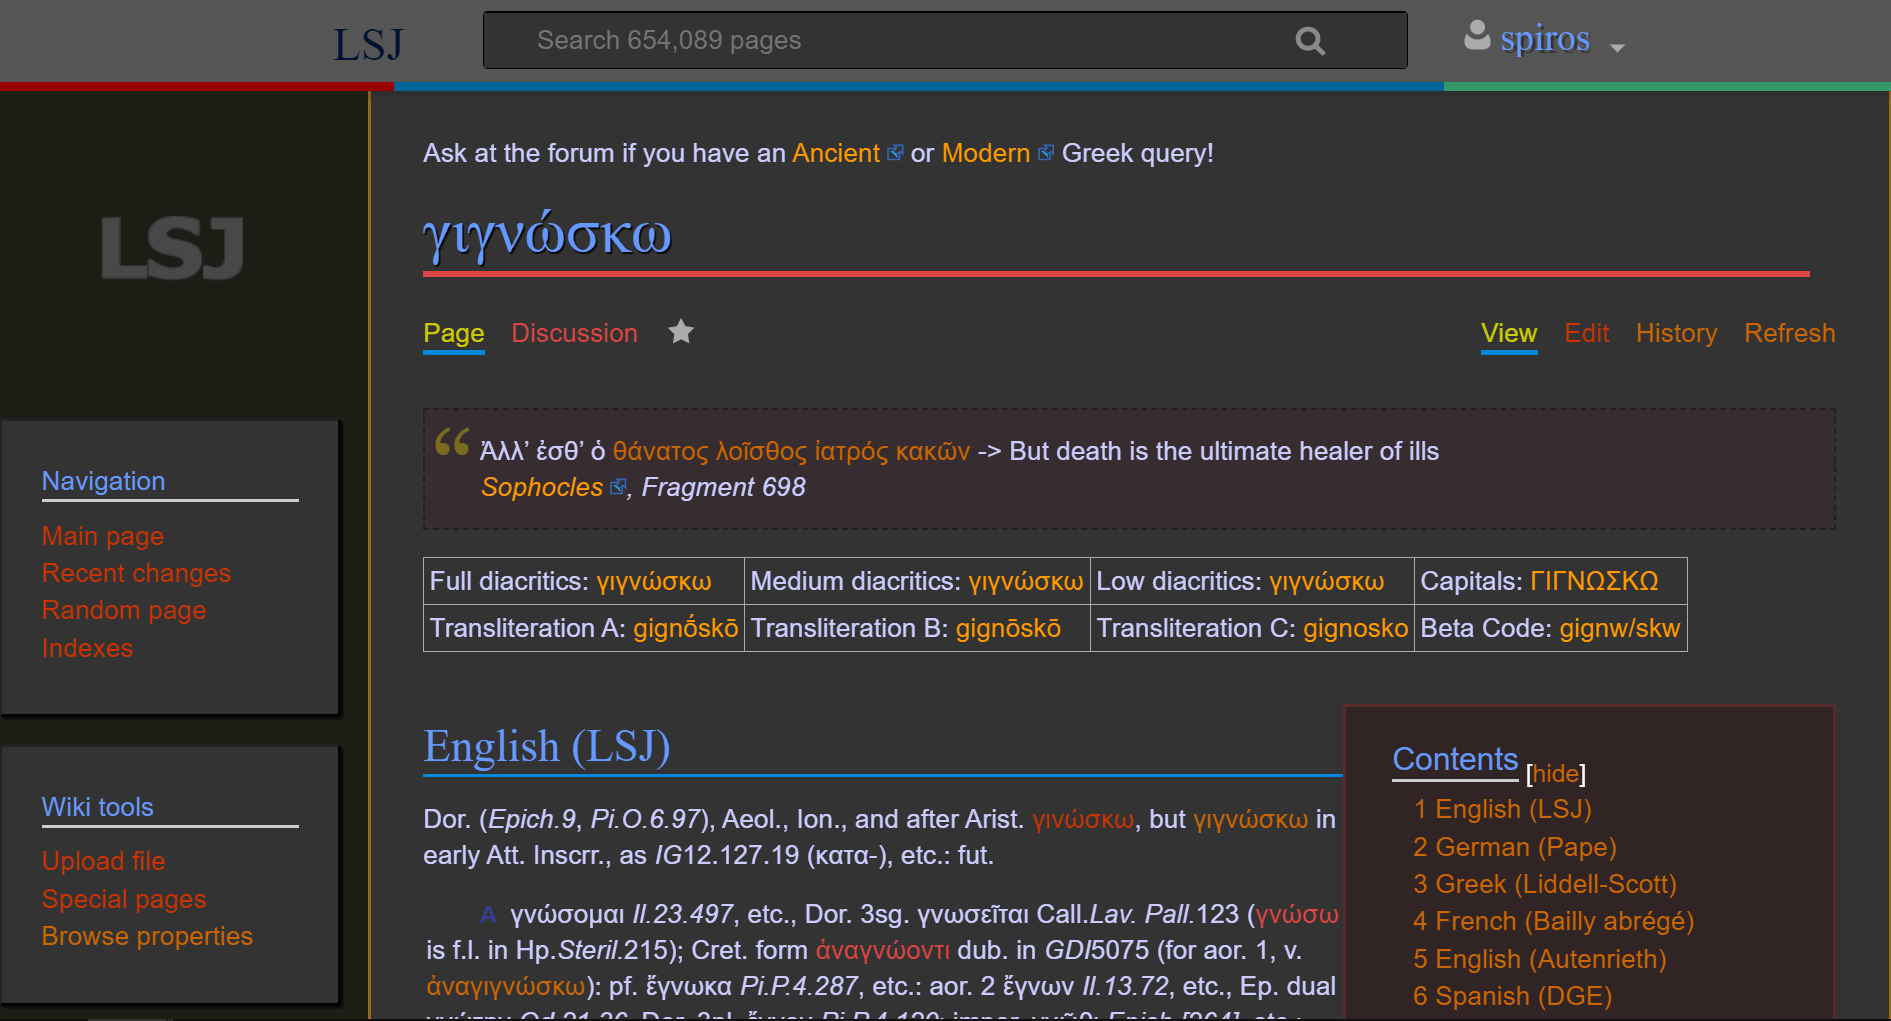 LSJ
Search 654,089 pages
spiros
Ask at the forum if you have an Ancient or Modern Greek query!
LSJ
γιγνώσκω
Page Discussion
View Edit History Refresh
Ἀλλ’ ἐσθ’ ὁ θάνατος λοῖσθος ἰατρός κακῶν -> But death is the ultimate healer of ills
Sophocles, Fragment 698
Navigation
Main page
Recent changes
Random page
Indexes
Full diacritics: γιγνώσκω Medium diacritics: γιγνώσκω Low diacritics: γιγνώσκω Capitals: ΓΙΓΝΩΣΚΩ
Transliteration A: gignṓskō Transliteration B: gignōskō Transliteration C: gignosko Beta Code: gignw/skw
Wiki tools
Upload file
Special pages
Browse properties
English (LSJ)
Dor. (Epich.9, Pi.O.6.97), Aeol., Ion., and after Arist. γινώσκω, but γιγνώσκω in
early Att. Inscrr., as IG12.127.19 (κατα-), etc.: fut.
A γνώσομαι Il.23.497, etc., Dor. 3sg. γνωσεῖται Call.Lav. Pall.123 (γνώσω
is f.l. in Hp.Steril.215); Cret. form ἀναγνώοντι dub. in GDI5075 (for aor. 1, v.
ἀναγιγνώσκω): pf. ἔγνωκα Pi.P.4.287, etc.: aor. 2 ἔγνων Il.13.72, etc., Ep. dual
Contents [hide]
1 English (LSJ)
2 German (Pape)
3 Greek (Liddell-Scott)
4 French (Bailly abrégé)
5 English (Autenrieth)
6 Spanish (DGE)